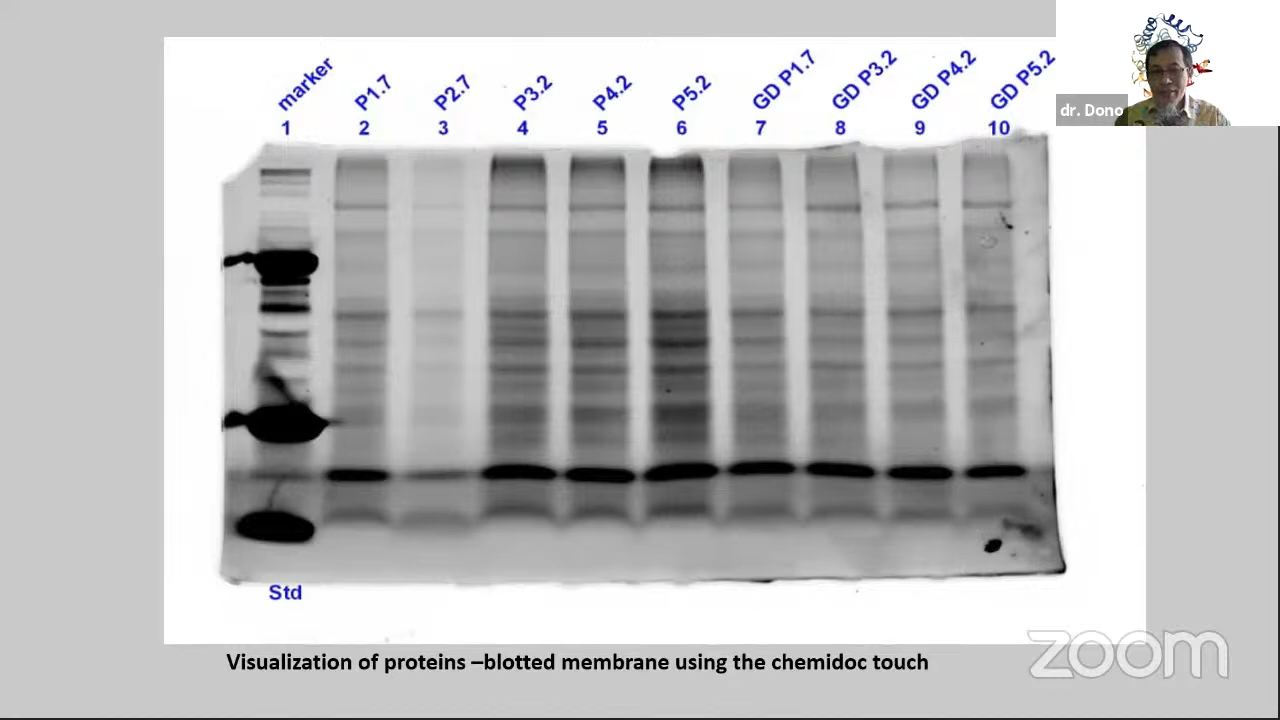 marker P1.7 P2.7 P3.2 P4.2 P5.2 GD P1.7 GD P3.2 GD P4.2 GD P5.2
1 2 3 4 5 6 7 8 9 10
dr. Dono
Std
Visualization of proteins –blotted membrane using the chemidoc touch
zoom